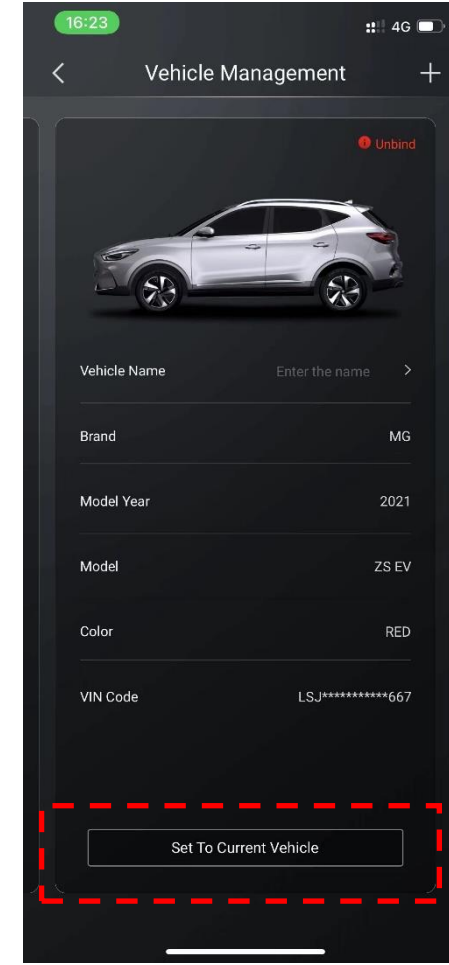 16:23
4G
Vehicle Management
Unbind
Vehicle Name Enter the name
Brand MG
Model Year 2021
Model ZS EV
Color RED
VIN Code LSJ***********667
Set To Current Vehicle